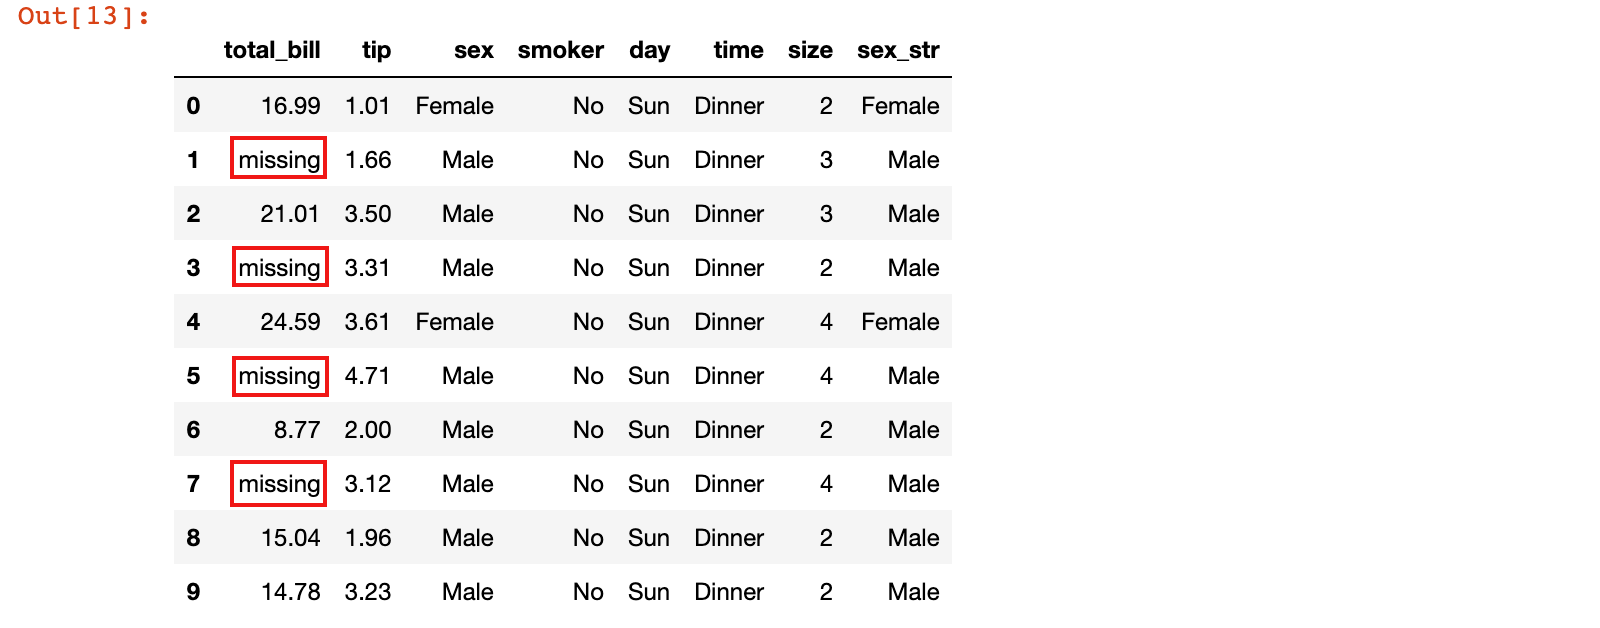 Out[13]:
total_bill tip sex smoker day time size sex_str
0 16.99 1.01 Female No Sun Dinner 2 Female
1 missing 1.66 Male No Sun Dinner 3 Male
2 21.01 3.50 Male No Sun Dinner 3 Male
3 missing 3.31 Male No Sun Dinner 2 Male
4 24.59 3.61 Female No Sun Dinner 4 Female
5 missing 4.71 Male No Sun Dinner 4 Male
6 8.77 2.00 Male No Sun Dinner 2 Male
7 missing 3.12 Male No Sun Dinner 4 Male
8 15.04 1.96 Male No Sun Dinner 2 Male
9 14.78 3.23 Male No Sun Dinner 2 Male